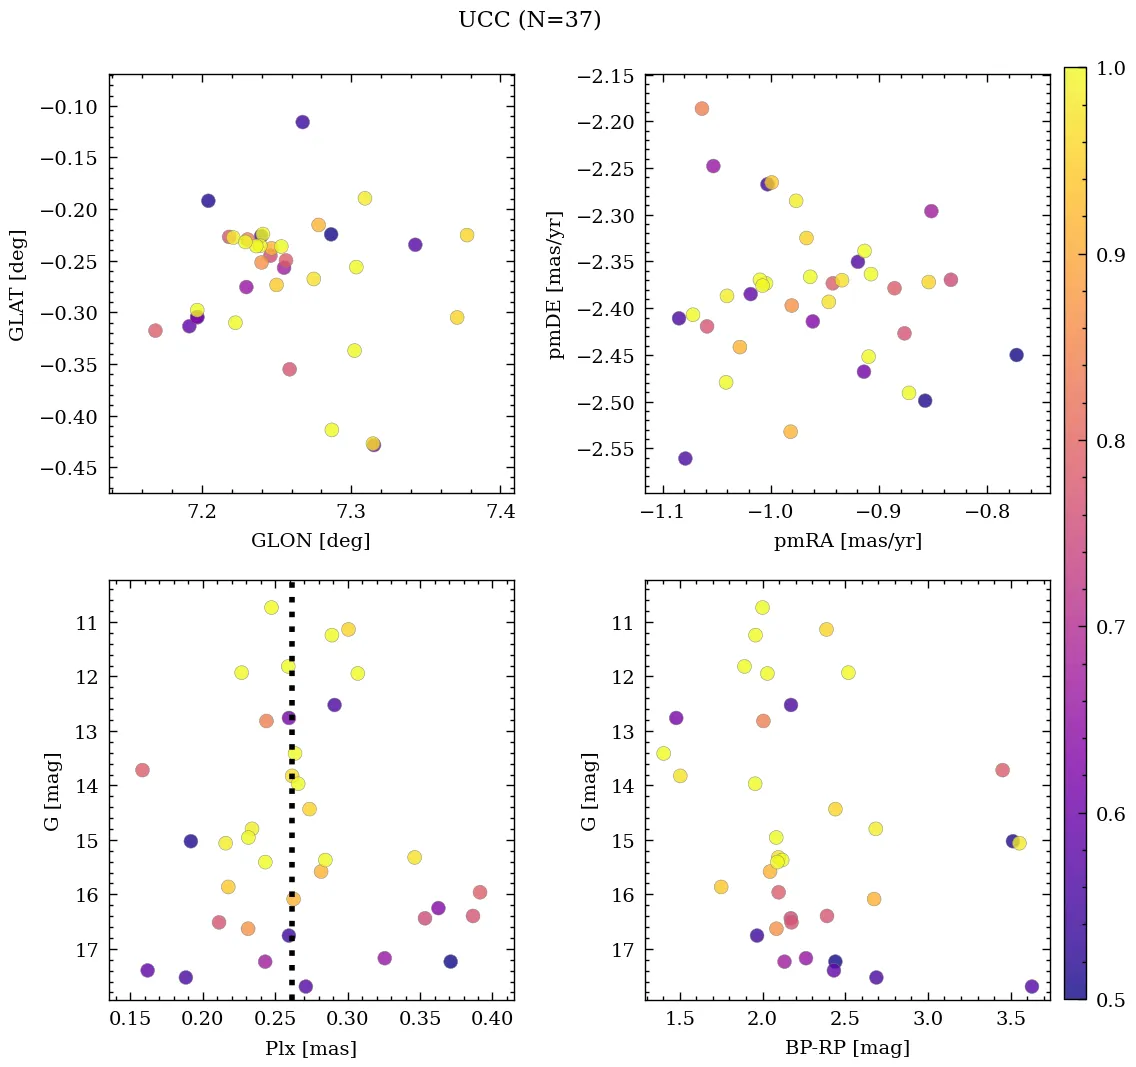 UCC (N=37)
−0.10
−0.15
−0.20
−0.25
−0.30
−0.35
−0.40
−0.45
GLAT [deg]
7.2 7.3 7.4
GLON [deg]
−2.15
−2.20
−2.25
−2.30
−2.35
−2.40
−2.45
−2.50
−2.55
pmDE [mas/yr]
−1.1 −1.0 −0.9 −0.8
pmRA [mas/yr]
11
12
13
14
15
16
17
G [mag]
0.15 0.20 0.25 0.30 0.35 0.40
Plx [mas]
11
12
13
14
15
16
17
G [mag]
1.5 2.0 2.5 3.0 3.5
BP-RP [mag]
1.0
0.9
0.8
0.7
0.6
0.5